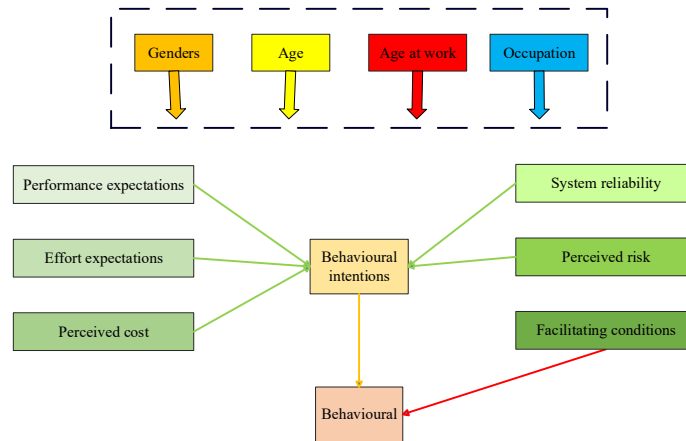 Genders
Age
Age at work
Occupation
Performance expectations
System reliability
Effort expectations
Behavioural
intentions
Perceived risk
Perceived cost
Facilitating conditions
Behavioural